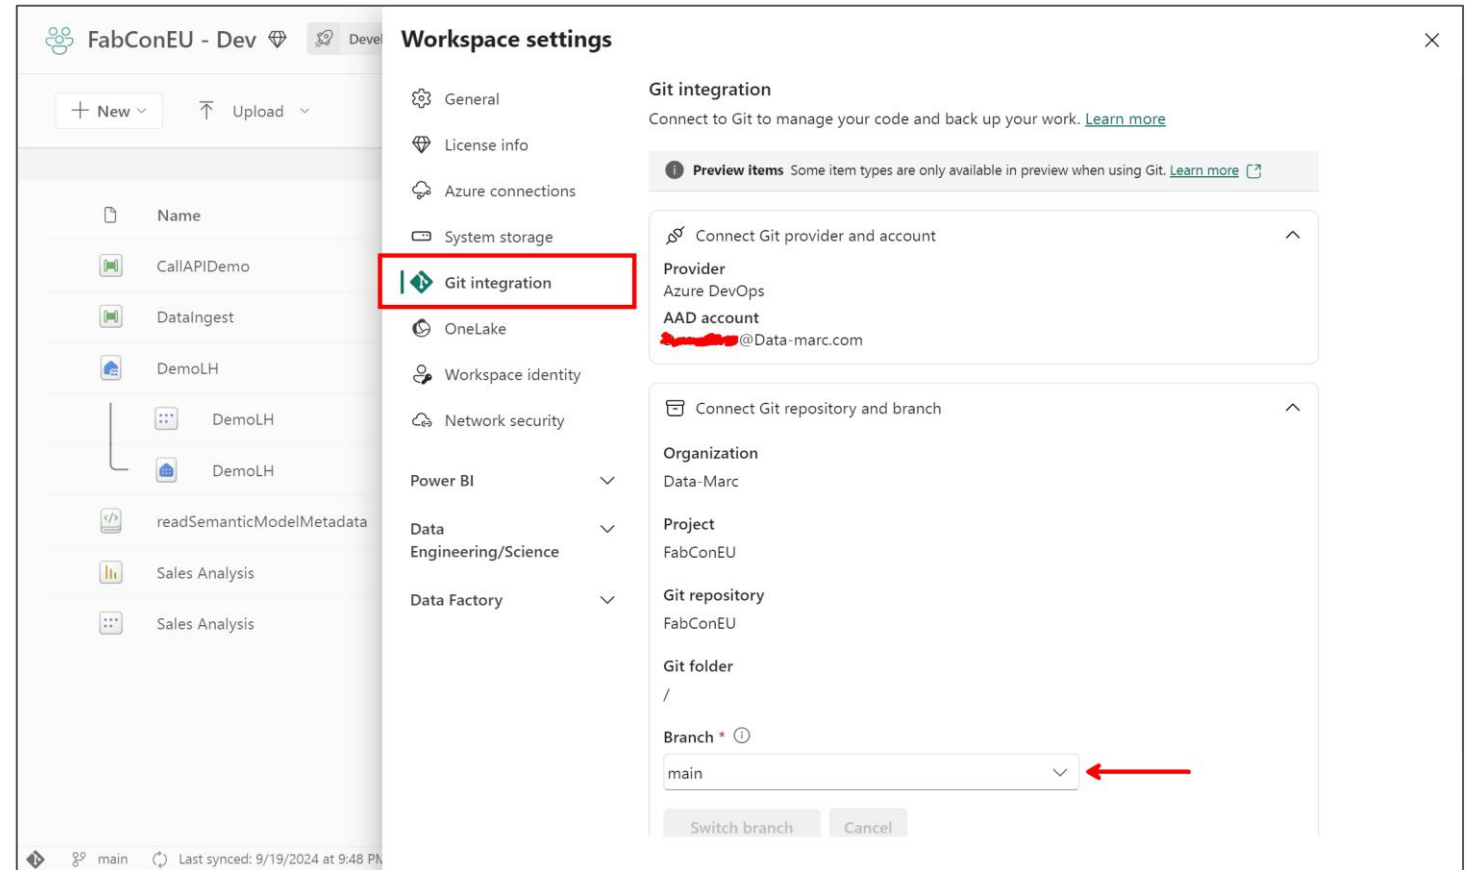 FabConEU - Dev
Devel
New
Upload
Name
CallAPIDemo
DataIngest
DemoLH
DemoLH
DemoLH
readSemanticModelMetadata
Sales Analysis
Sales Analysis
main
Last synced: 9/19/2024 at 9:48 PM
Workspace settings
General
License info
Azure connections
System storage
Git integration
OneLake
Workspace identity
Network security
Power BI
Data
Engineering/Science
Data Factory
Git integration
Connect to Git to manage your code and back up your work. Learn more
Preview items Some item types are only available in preview when using Git. Learn more
Connect Git provider and account
Provider
Azure DevOps
AAD account
@Data-marc.com
Connect Git repository and branch
Organization
Data-Marc
Project
FabConEU
Git repository
FabConEU
Git folder
/
Branch *
main
Switch branch
Cancel